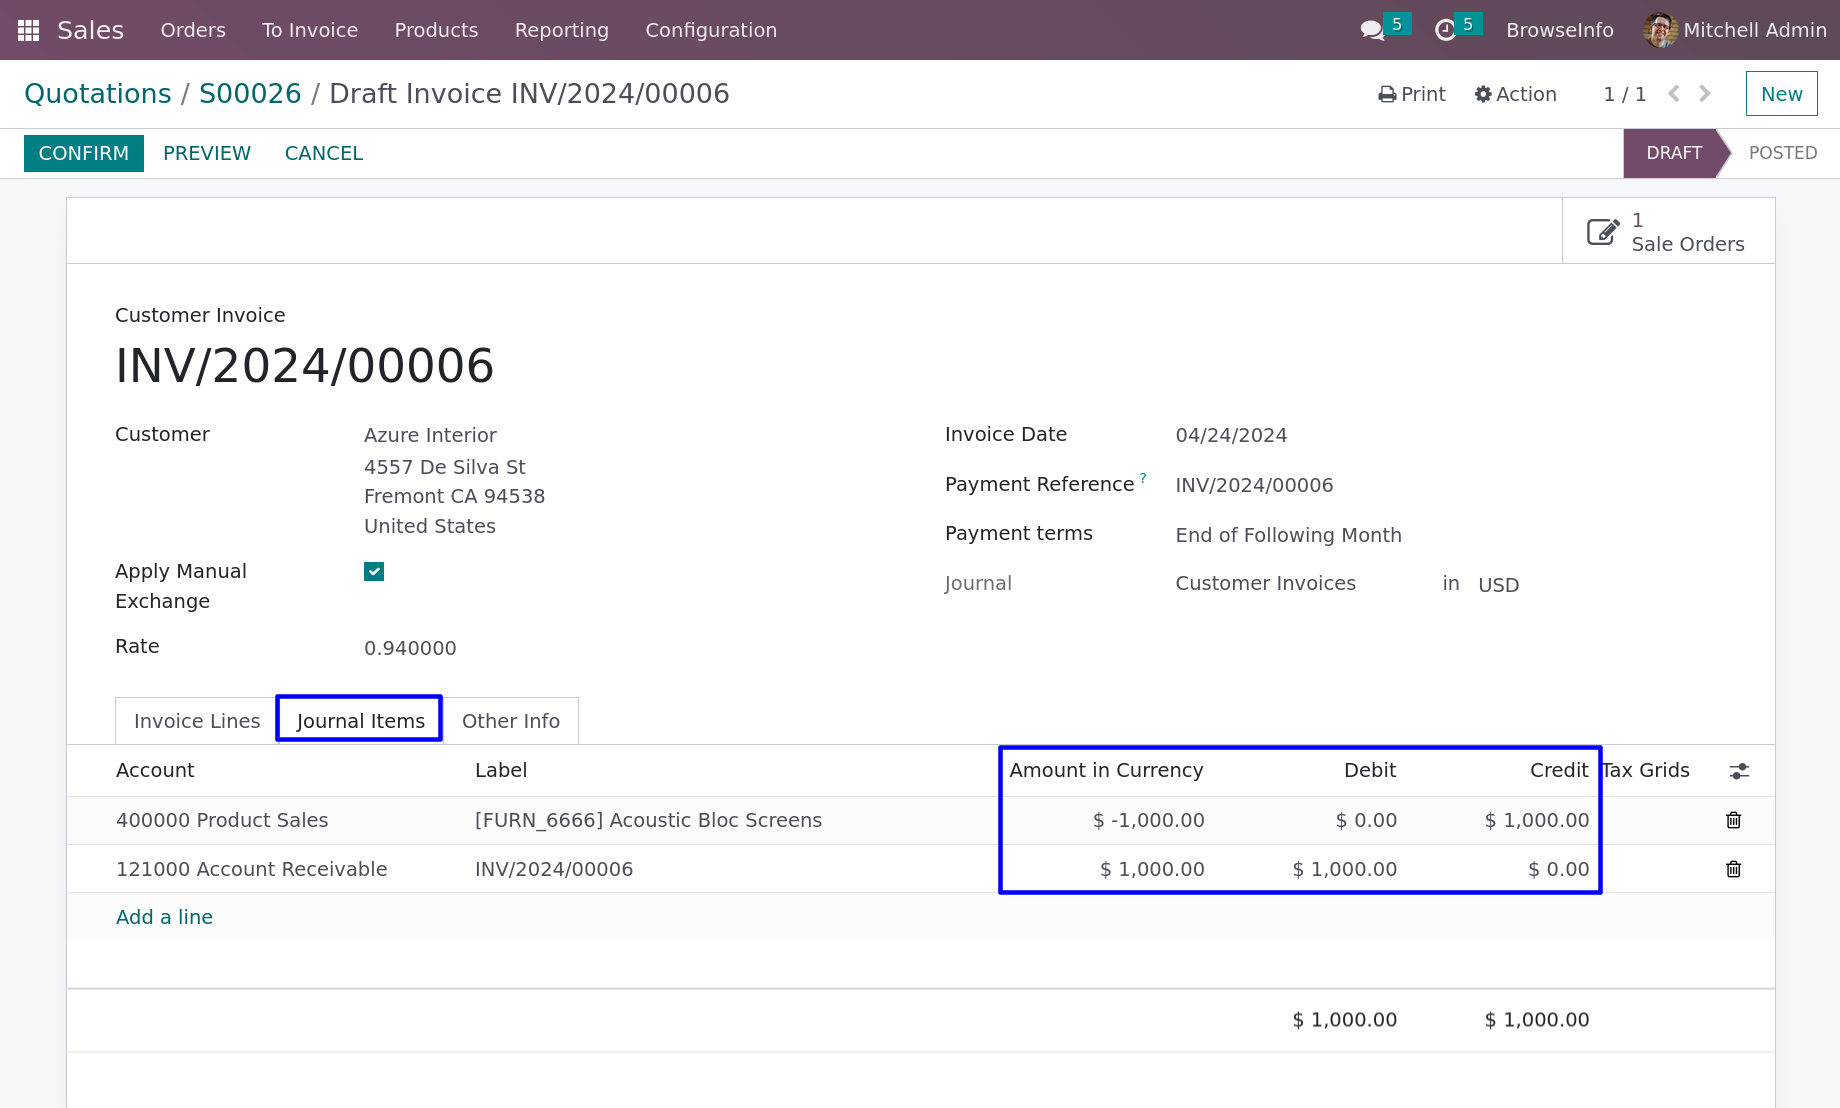 Sales Orders To Invoice Products Reporting Configuration 5 5 BrowseInfo Mitchell Admin
Quotations / S00026 / Draft Invoice INV/2024/00006 Print Action 1 / 1 New
CONFIRM PREVIEW CANCEL DRAFT POSTED
1
Sale Orders
Customer Invoice
INV/2024/00006
Customer Azure Interior Invoice Date 04/24/2024
4557 De Silva St
Fremont CA 94538 Payment Reference ? INV/2024/00006
United States Payment terms End of Following Month
Apply Manual Journal Customer Invoices in USD
Exchange
Rate 0.940000
Invoice Lines Journal Items Other Info
Account Label Amount in Currency Debit Credit Tax Grids
400000 Product Sales [FURN_6666] Acoustic Bloc Screens $ -1,000.00 $ 0.00 $ 1,000.00
121000 Account Receivable INV/2024/00006 $ 1,000.00 $ 1,000.00 $ 0.00
Add a line
$ 1,000.00 $ 1,000.00